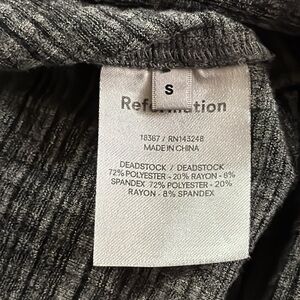 S
Reformation
18367 / RN143248
MADE IN CHINA
DEADSTOCK / DEADSTOCK
72% POLYESTER - 20% RAYON - 8%
SPANDEX 72% POLYESTER - 20%
RAYON - 8% SPANDEX